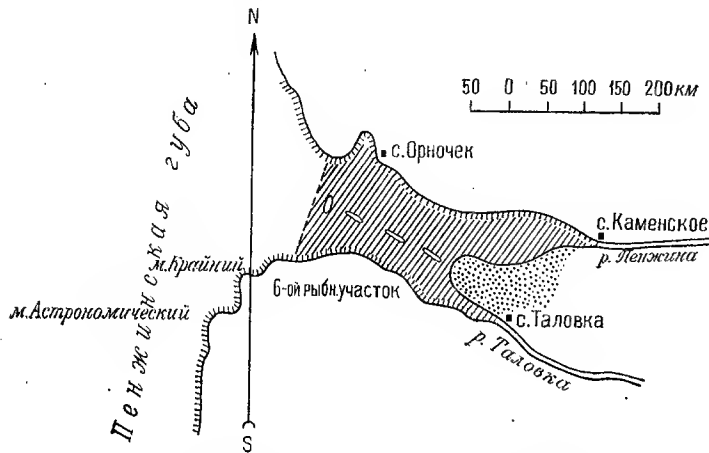 N
50 0 50 100 150 200км
Пенжинская губа
с.Орночек
с.Каменское
р. Пенжина
м.Крайний
6-ой рыбн.участок
м.Астрономический
с.Таловка
р. Таловка
S